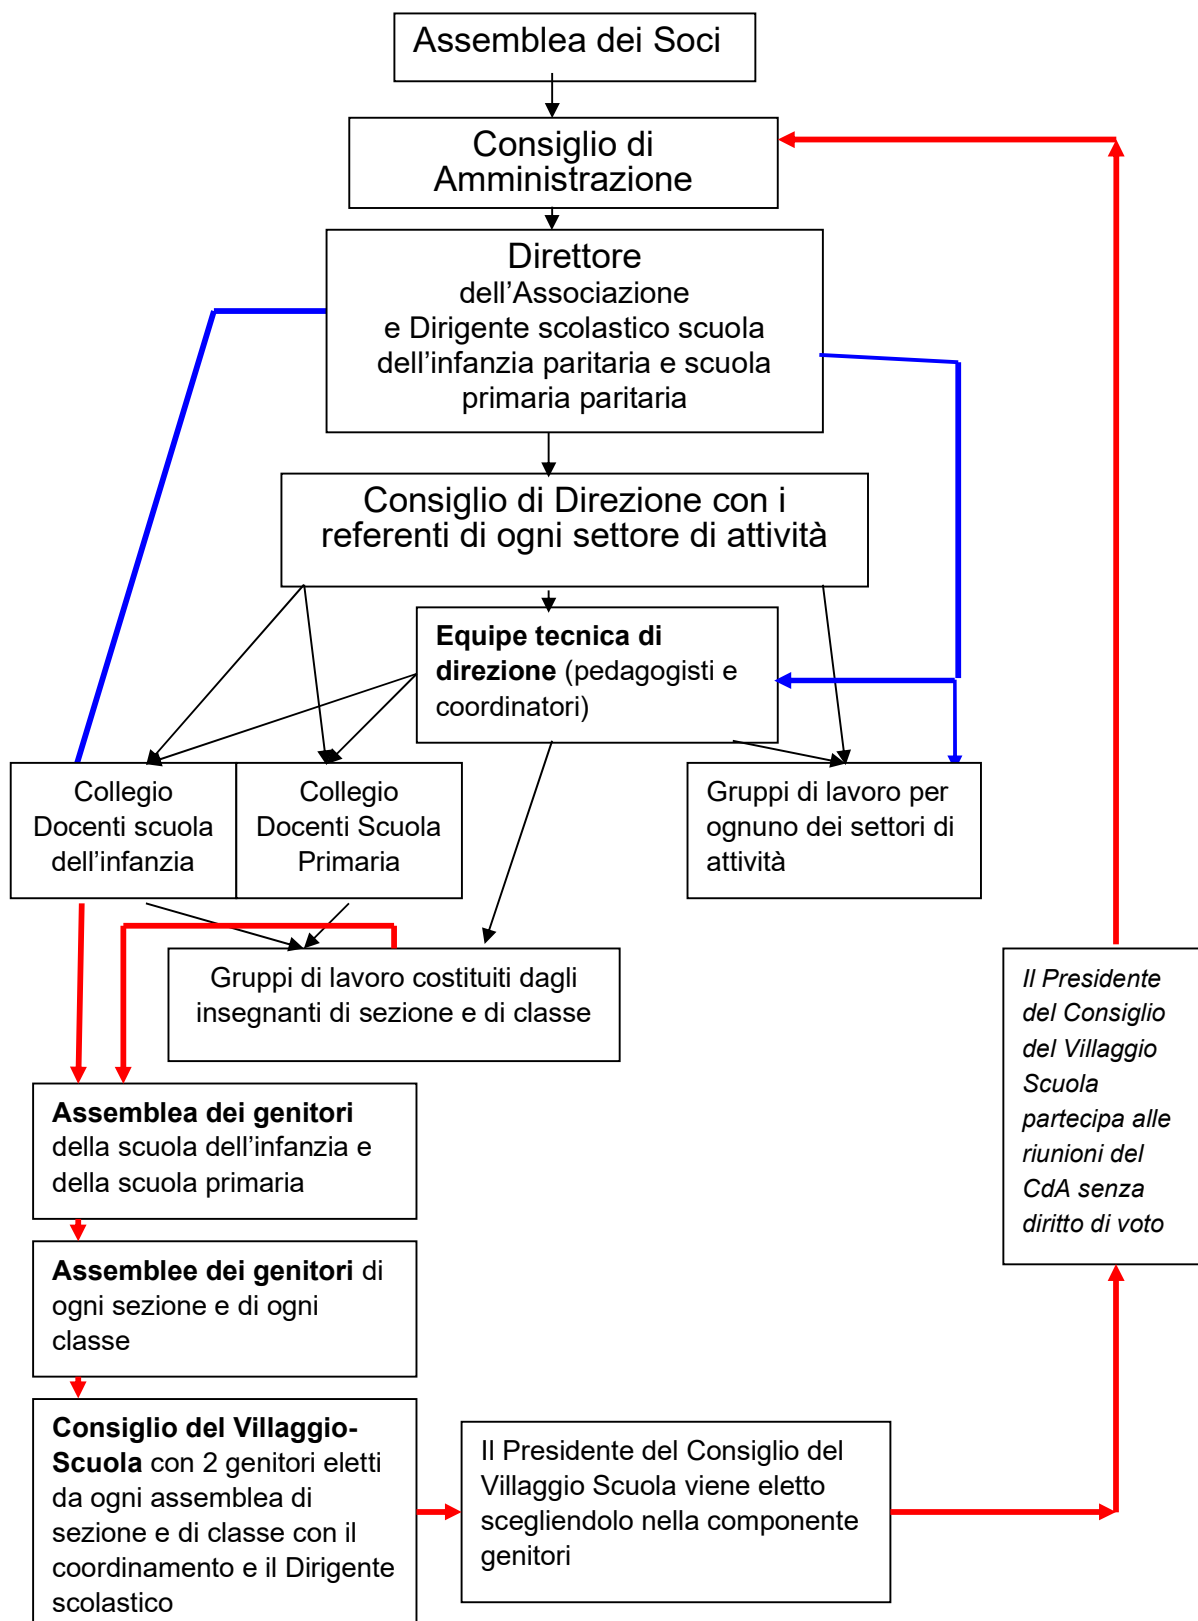 Assemblea dei Soci
Consiglio di
Amministrazione
Direttore
dell’Associazione
e Dirigente scolastico scuola
dell’infanzia paritaria e scuola
primaria paritaria
Consiglio di Direzione con i
referenti di ogni settore di attività
Equipe tecnica di
direzione (pedagogisti e
coordinatori)
Collegio
Docenti scuola
dell’infanzia
Collegio
Docenti Scuola
Primaria
Gruppi di lavoro per
ognuno dei settori di
attività
Gruppi di lavoro costituiti dagli
insegnanti di sezione e di classe
Il Presidente
del Consiglio
del Villaggio
Scuola
partecipa alle
riunioni del
CdA senza
diritto di voto
Assemblea dei genitori
della scuola dell’infanzia e
della scuola primaria
Assemblee dei genitori di
ogni sezione e di ogni
classe
Consiglio del Villaggio-
Scuola con 2 genitori eletti
da ogni assemblea di
sezione e di classe con il
coordinamento e il Dirigente
scolastico
Il Presidente del Consiglio del
Villaggio Scuola viene eletto
scegliendolo nella componente
genitori